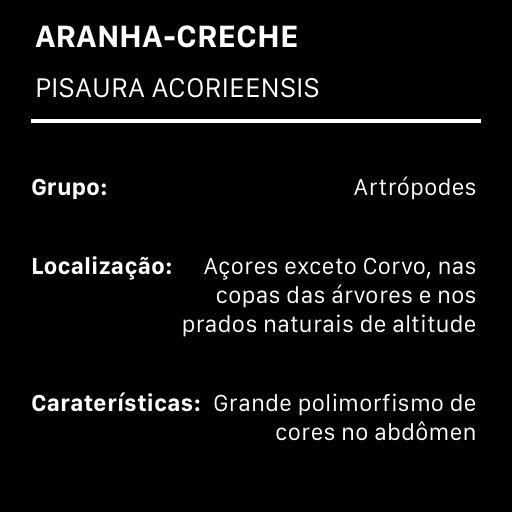 ARANHA-CRECHE
PISAURA ACORIEENSIS
Grupo: Artrópodes
Localização: Açores exceto Corvo, nas
copas das árvores e nos
prados naturais de altitude
Caraterísticas: Grande polimorfismo de
cores no abdômen